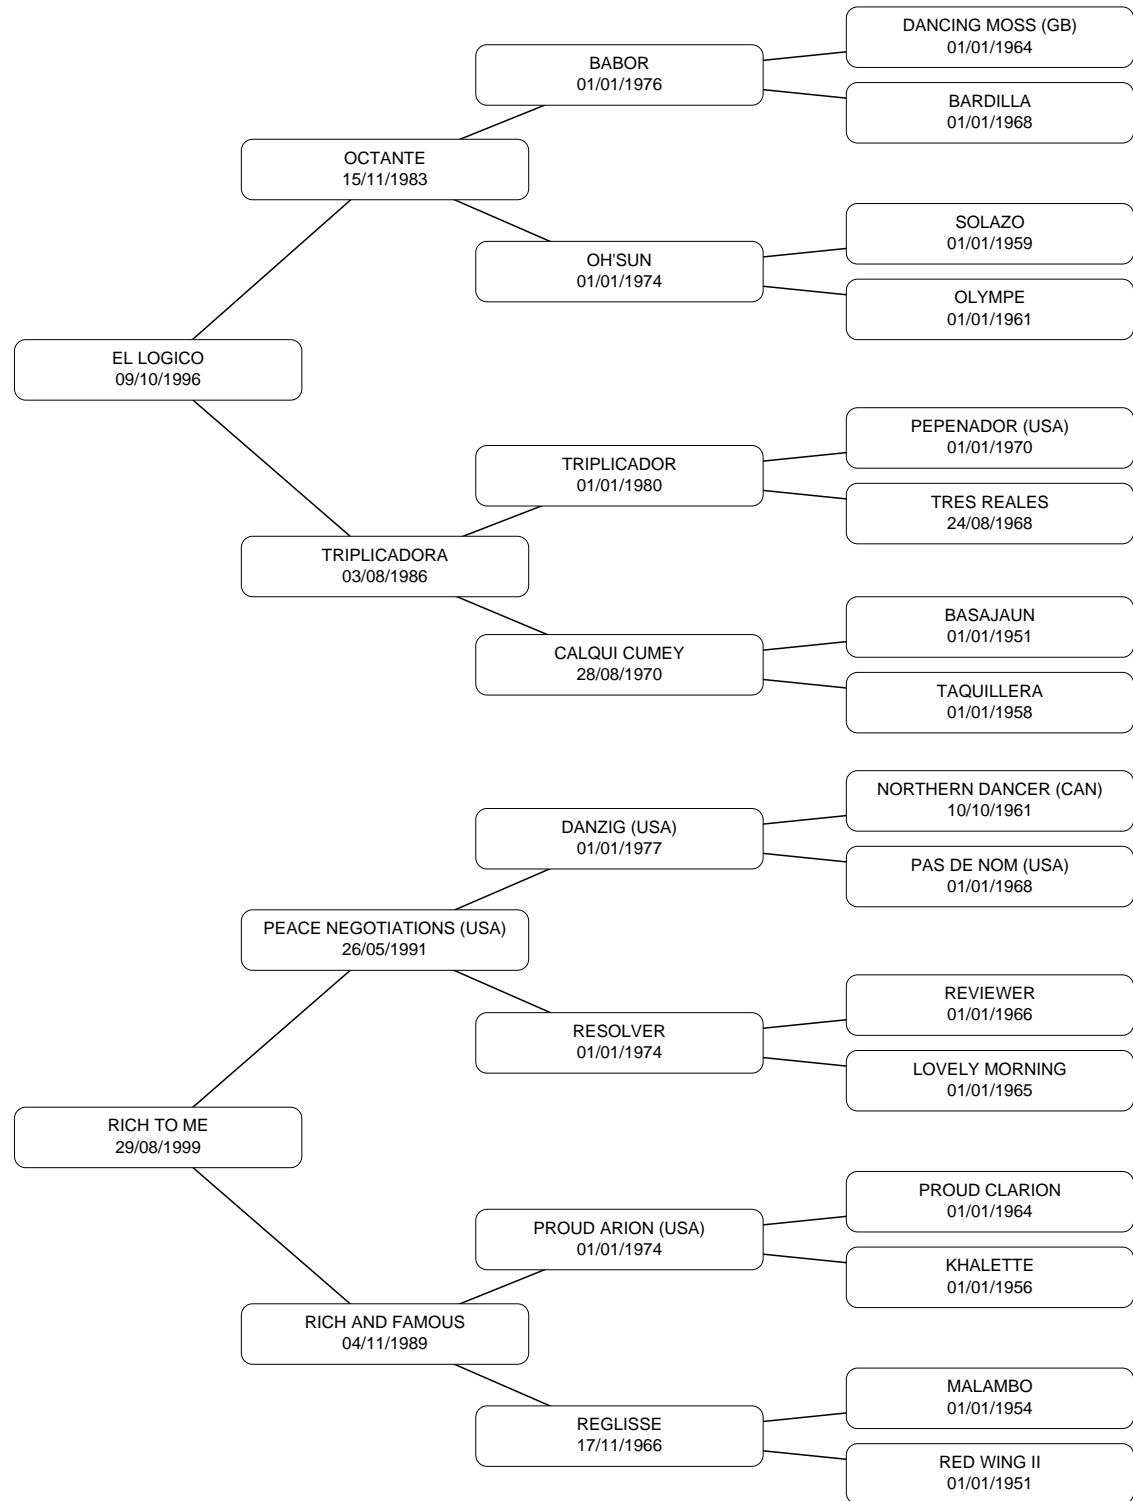 DANCING MOSS (GB)
01/01/1964
BABOR
01/01/1976
BARDILLA
01/01/1968
OCTANTE
15/11/1983
SOLAZO
01/01/1959
OH'SUN
01/01/1974
OLYMPE
01/01/1961
EL LOGICO
09/10/1996
PEPENADOR (USA)
01/01/1970
TRIPLICADOR
01/01/1980
TRES REALES
24/08/1968
TRIPLICADORA
03/08/1986
BASAJAUN
01/01/1951
CALQUI CUMEY
28/08/1970
TAQUILLERA
01/01/1958
NORTHERN DANCER (CAN)
10/10/1961
DANZIG (USA)
01/01/1977
PAS DE NOM (USA)
01/01/1968
PEACE NEGOTIATIONS (USA)
26/05/1991
REVIEWER
01/01/1966
RESOLVER
01/01/1974
LOVELY MORNING
01/01/1965
RICH TO ME
29/08/1999
PROUD CLARION
01/01/1964
PROUD ARION (USA)
01/01/1974
KHALETTE
01/01/1956
RICH AND FAMOUS
04/11/1989
MALAMBO
01/01/1954
REGLISSE
17/11/1966
RED WING II
01/01/1951